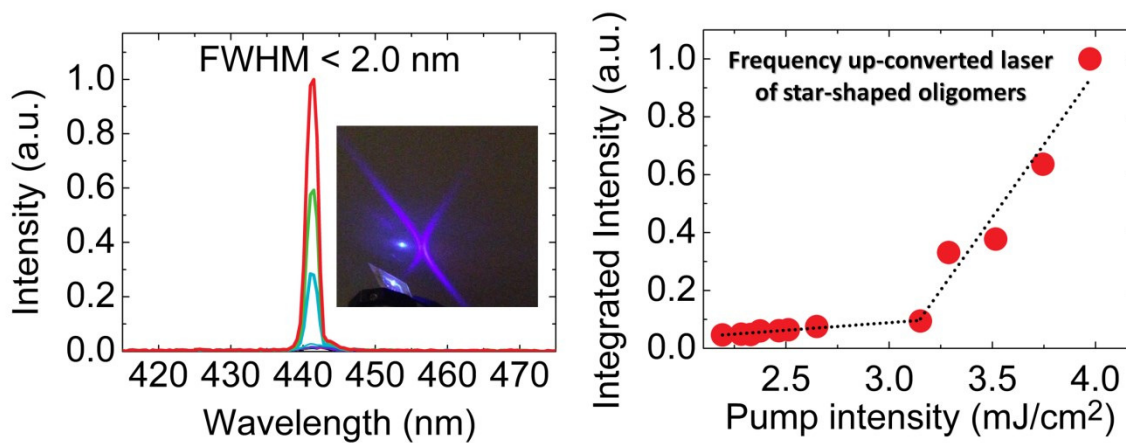 FWHM < 2.0 nm
Intensity (a.u.)
1.0
0.8
0.6
0.4
0.2
0.0
420 430 440 450 460 470
Wavelength (nm)
Frequency up-converted laser
of star-shaped oligomers
Integrated Intensity (a.u.)
1.0
0.8
0.6
0.4
0.2
0.0
2.5 3.0 3.5 4.0
Pump intensity (mJ/cm²)